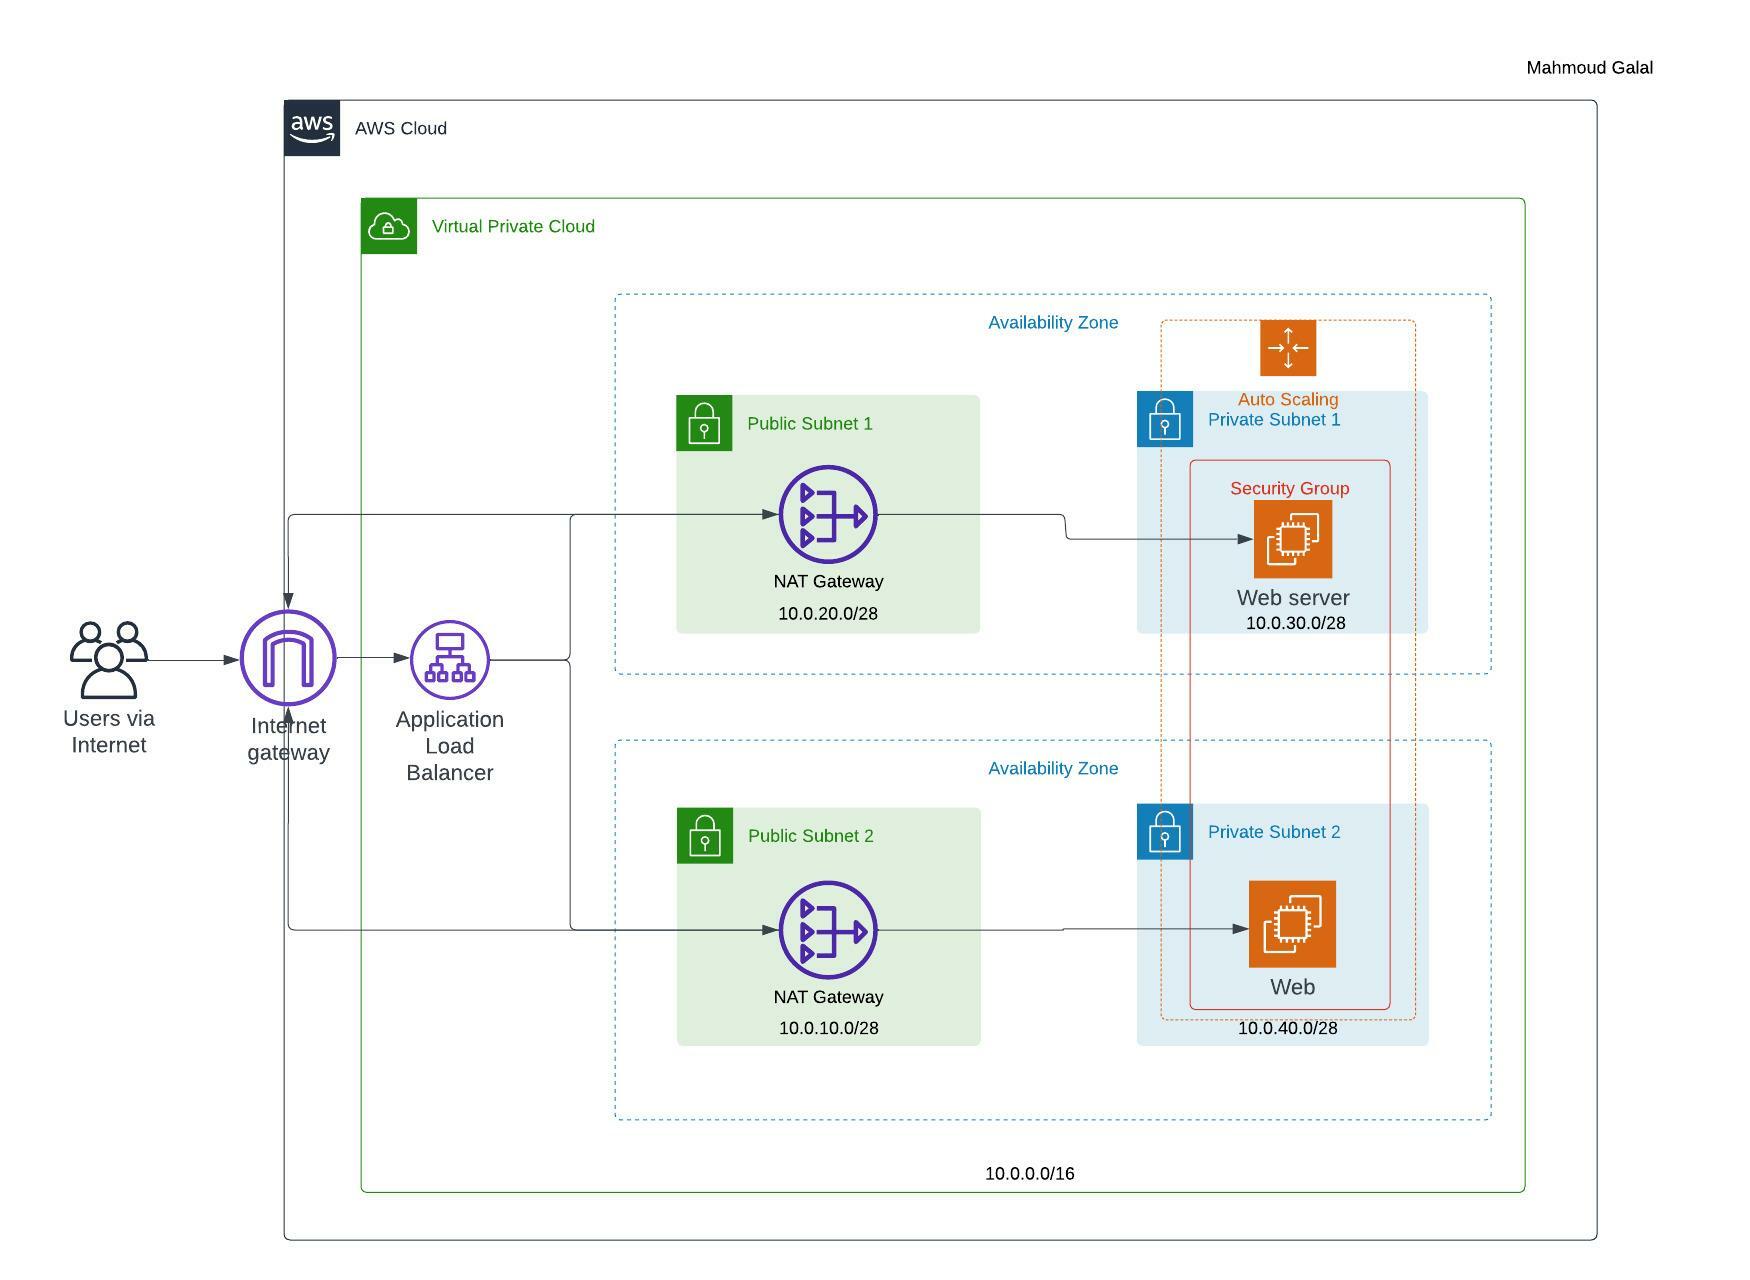 Mahmoud Galal
aws
AWS Cloud
Virtual Private Cloud
Availability Zone
Auto Scaling
Public Subnet 1
Private Subnet 1
Security Group
NAT Gateway
10.0.20.0/28
Web server
10.0.30.0/28
Users via
Internet
Internet
gateway
Application
Load
Balancer
Availability Zone
Public Subnet 2
Private Subnet 2
NAT Gateway
10.0.10.0/28
Web
10.0.40.0/28
10.0.0.0/16